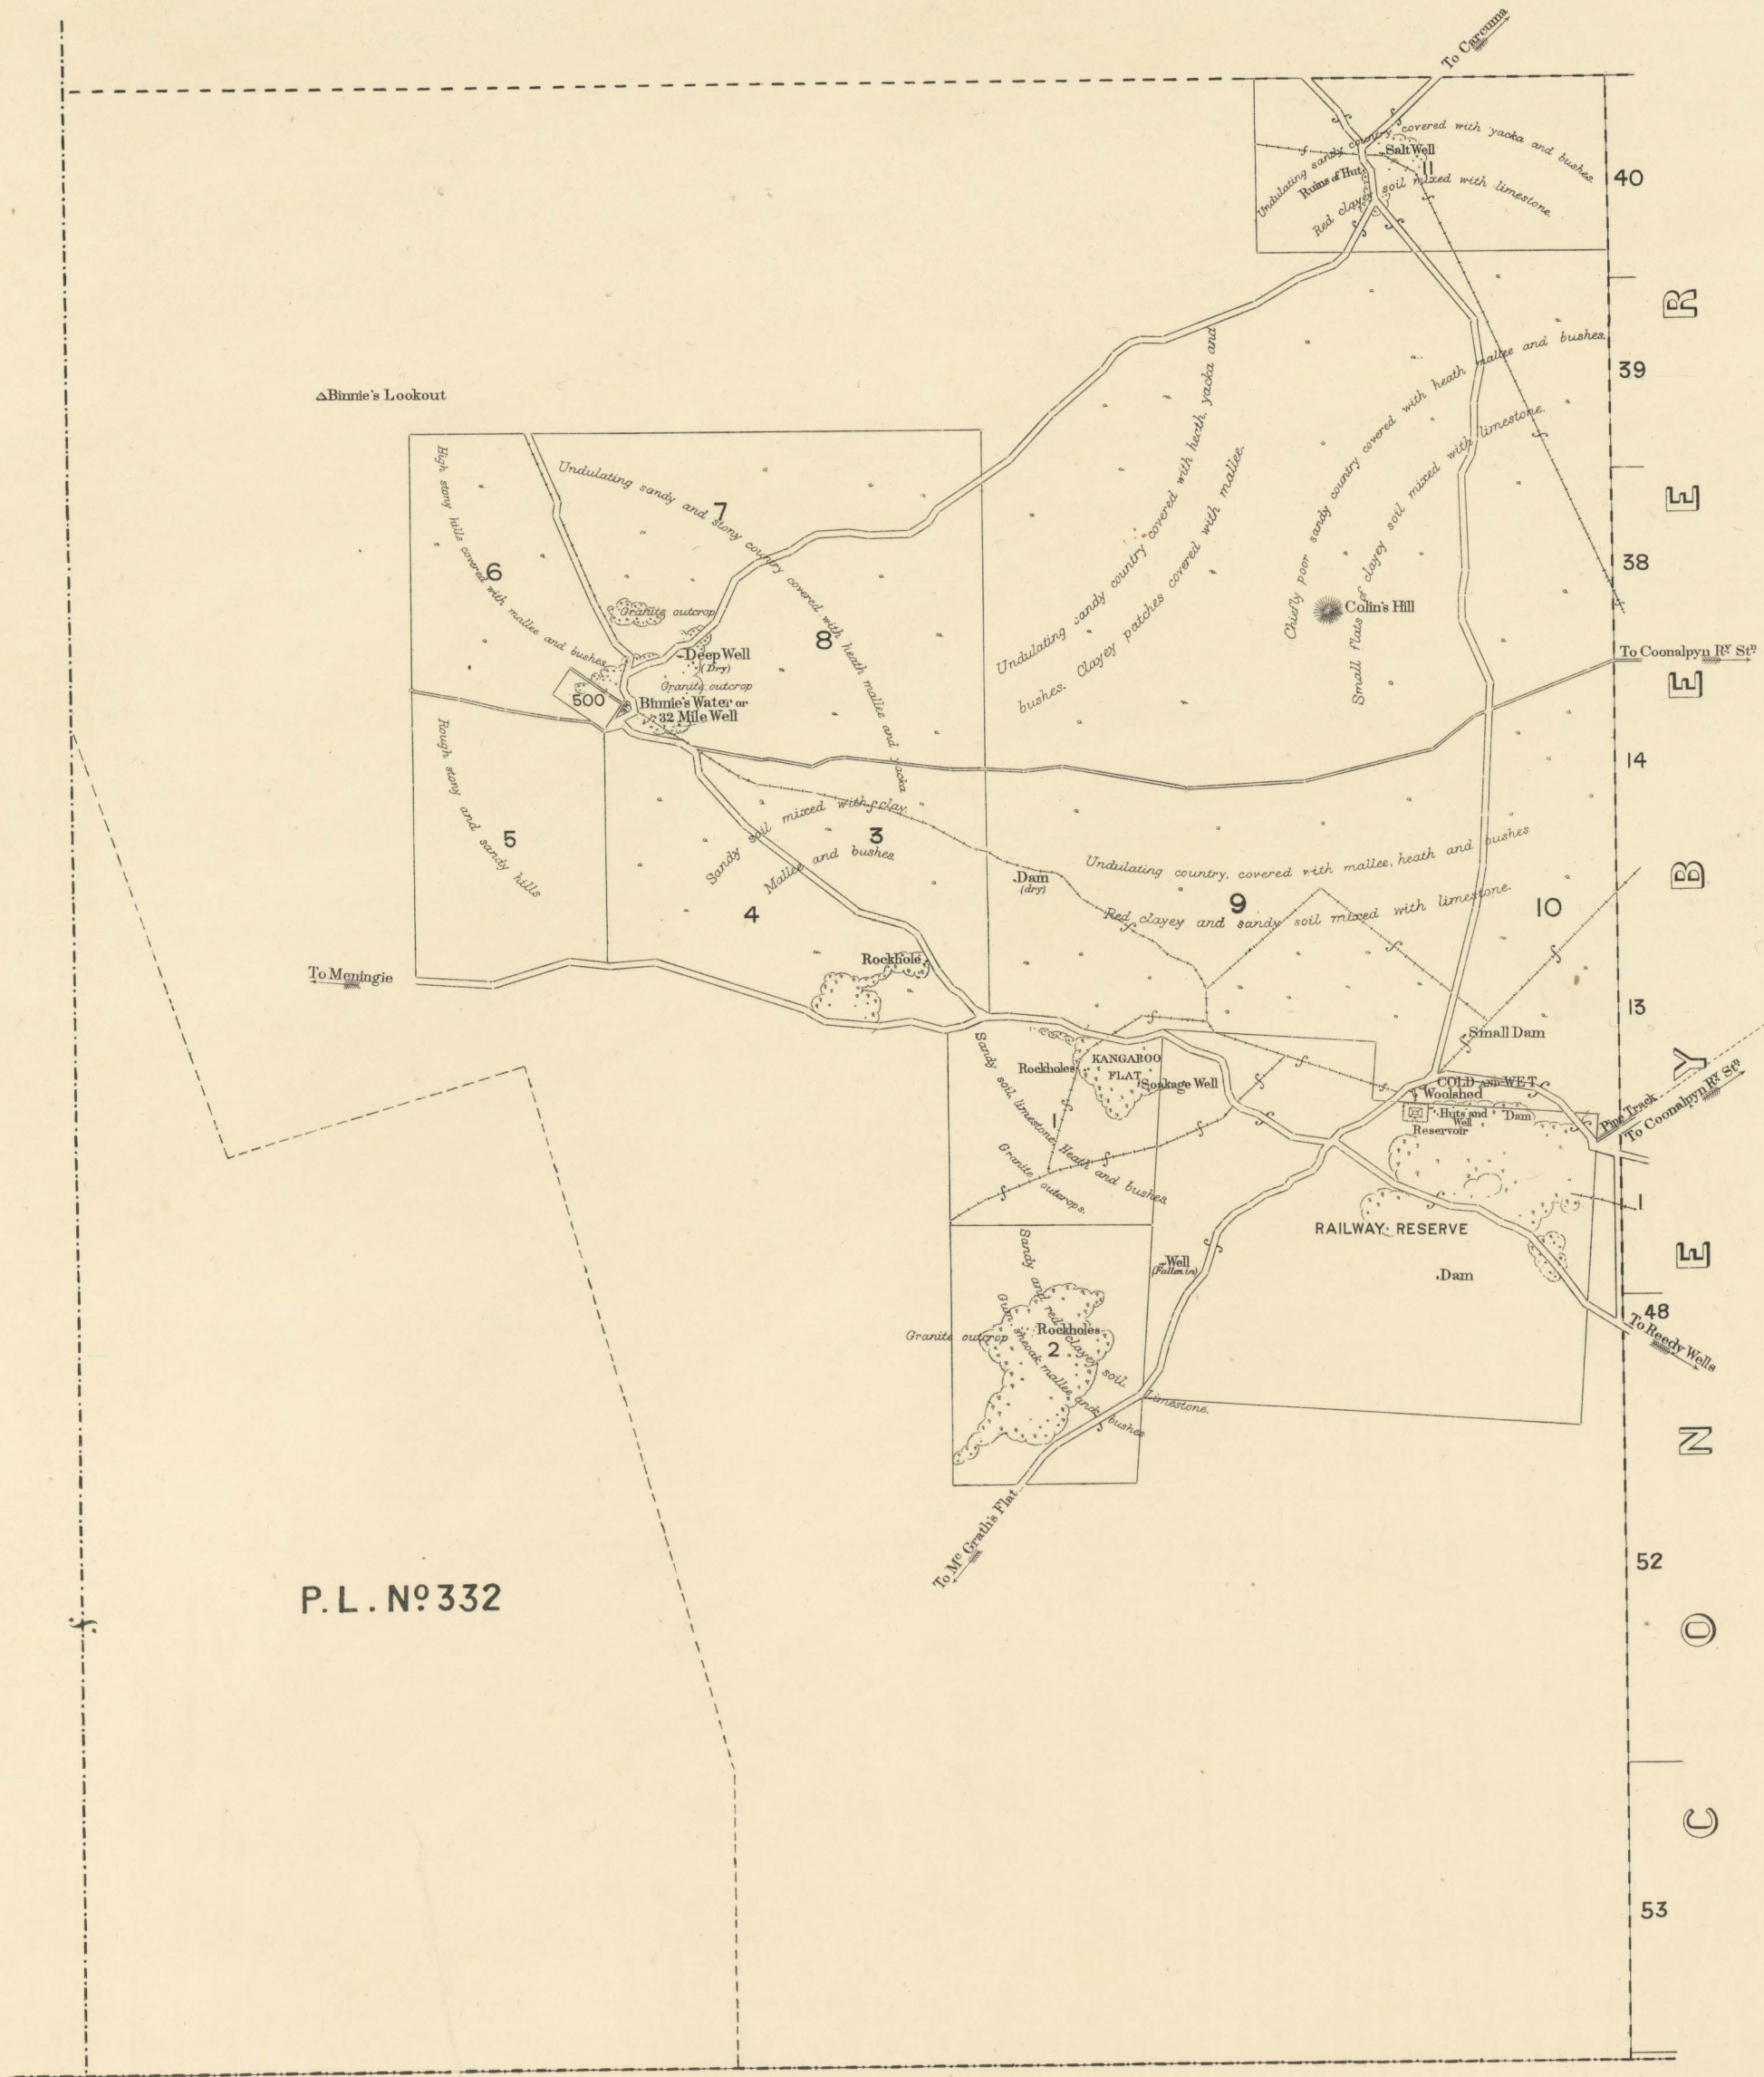 To Carcuma
Undulating sandy country covered with yacka and bushes.
Salt Well
11
Ruins of Hut
Red clayey soil mixed with limestone.
40
39
38
14
13
1
48
52
53
CONEYBEER
Binnie's Lookout
High stony hills covered with mallee and bushes.
6
Undulating sandy and stony country covered with heath mallee and yacka
7
8
Granite outcrop
Deep Well
(Dry)
Granite outcrop
500
Binnie's Water or
32 Mile Well
Undulating sandy country covered with heath, yacka and
bushes. Clayey patches covered with mallee.
Chiefly poor sandy country covered with heath mallee and bushes.
Small flats of clayey soil mixed with limestone.
Colin's Hill
To Coonalpyn Ry. Stn.
Rough stony and sandy hills
5
Sandy soil mixed with clay.
Mallee and bushes.
3
4
Dam
(dry)
Undulating country, covered with mallee, heath and bushes
9
Red clayey and sandy soil mixed with limestone.
10
To Meningie
Rockhole
Small Dam
Rockholes
KANGAROO
FLAT
Soakage Well
1
Sandy soil, limestone. Heath and bushes.
Granite outcrops.
COLD AND WET
Woolshed
Huts and
Well
Dam
Reservoir
Pine Track
To Coonalpyn Ry. Stn.
RAILWAY RESERVE
Well
(Fallen in)
Dam
To Reedy Wells
Sandy and red clayey soil.
Gum, sheoak, mallee and bushes
Granite outcrop
Rockholes
2
Limestone.
To Mc Grath's Flat
P.L. No 332